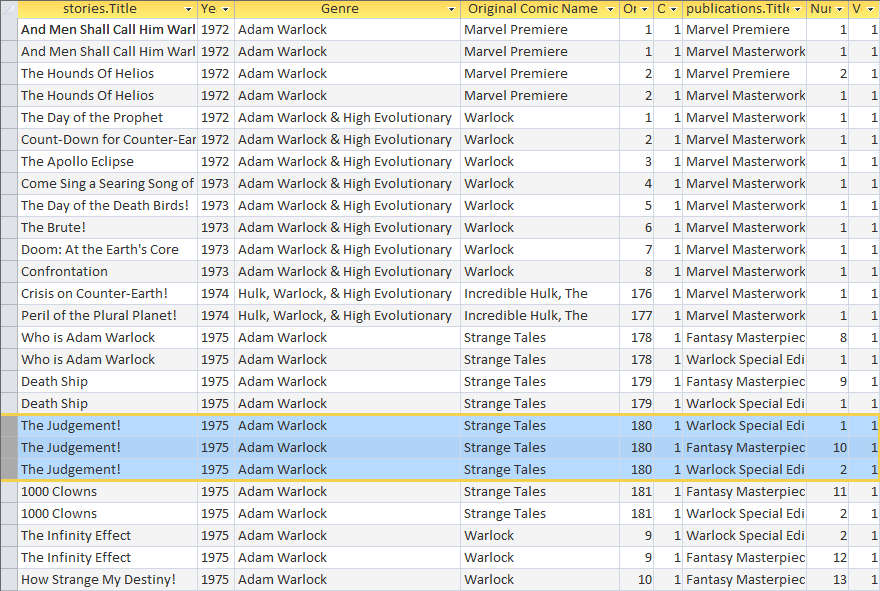 stories.Title Ye Genre Original Comic Name Or C publications.Title Nur V
And Men Shall Call Him Warl 1972 Adam Warlock Marvel Premiere 1 1 Marvel Premiere 1 1
And Men Shall Call Him Warl 1972 Adam Warlock Marvel Premiere 1 1 Marvel Masterwork 1 1
The Hounds Of Helios 1972 Adam Warlock Marvel Premiere 2 1 Marvel Premiere 2 1
The Hounds Of Helios 1972 Adam Warlock Marvel Premiere 2 1 Marvel Masterwork 1 1
The Day of the Prophet 1972 Adam Warlock & High Evolutionary Warlock 1 1 Marvel Masterwork 1 1
Count-Down for Counter-Ear 1972 Adam Warlock & High Evolutionary Warlock 2 1 Marvel Masterwork 1 1
The Apollo Eclipse 1972 Adam Warlock & High Evolutionary Warlock 3 1 Marvel Masterwork 1 1
Come Sing a Searing Song of 1973 Adam Warlock & High Evolutionary Warlock 4 1 Marvel Masterwork 1 1
The Day of the Death Birds! 1973 Adam Warlock & High Evolutionary Warlock 5 1 Marvel Masterwork 1 1
The Brute! 1973 Adam Warlock & High Evolutionary Warlock 6 1 Marvel Masterwork 1 1
Doom: At the Earth's Core 1973 Adam Warlock & High Evolutionary Warlock 7 1 Marvel Masterwork 1 1
Confrontation 1973 Adam Warlock & High Evolutionary Warlock 8 1 Marvel Masterwork 1 1
Crisis on Counter-Earth! 1974 Hulk, Warlock, & High Evolutionary Incredible Hulk, The 176 1 Marvel Masterwork 1 1
Peril of the Plural Planet! 1974 Hulk, Warlock, & High Evolutionary Incredible Hulk, The 177 1 Marvel Masterwork 1 1
Who is Adam Warlock 1975 Adam Warlock Strange Tales 178 1 Fantasy Masterpiec 8 1
Who is Adam Warlock 1975 Adam Warlock Strange Tales 178 1 Warlock Special Edi 1 1
Death Ship 1975 Adam Warlock Strange Tales 179 1 Fantasy Masterpiec 9 1
Death Ship 1975 Adam Warlock Strange Tales 179 1 Warlock Special Edi 1 1
The Judgement! 1975 Adam Warlock Strange Tales 180 1 Warlock Special Edi 1 1
The Judgement! 1975 Adam Warlock Strange Tales 180 1 Fantasy Masterpiec 10 1
The Judgement! 1975 Adam Warlock Strange Tales 180 1 Warlock Special Edi 2 1
1000 Clowns 1975 Adam Warlock Strange Tales 181 1 Fantasy Masterpiec 11 1
1000 Clowns 1975 Adam Warlock Strange Tales 181 1 Warlock Special Edi 2 1
The Infinity Effect 1975 Adam Warlock Warlock 9 1 Warlock Special Edi 2 1
The Infinity Effect 1975 Adam Warlock Warlock 9 1 Fantasy Masterpiec 12 1
How Strange My Destiny! 1975 Adam Warlock Warlock 10 1 Fantasy Masterpiec 13 1